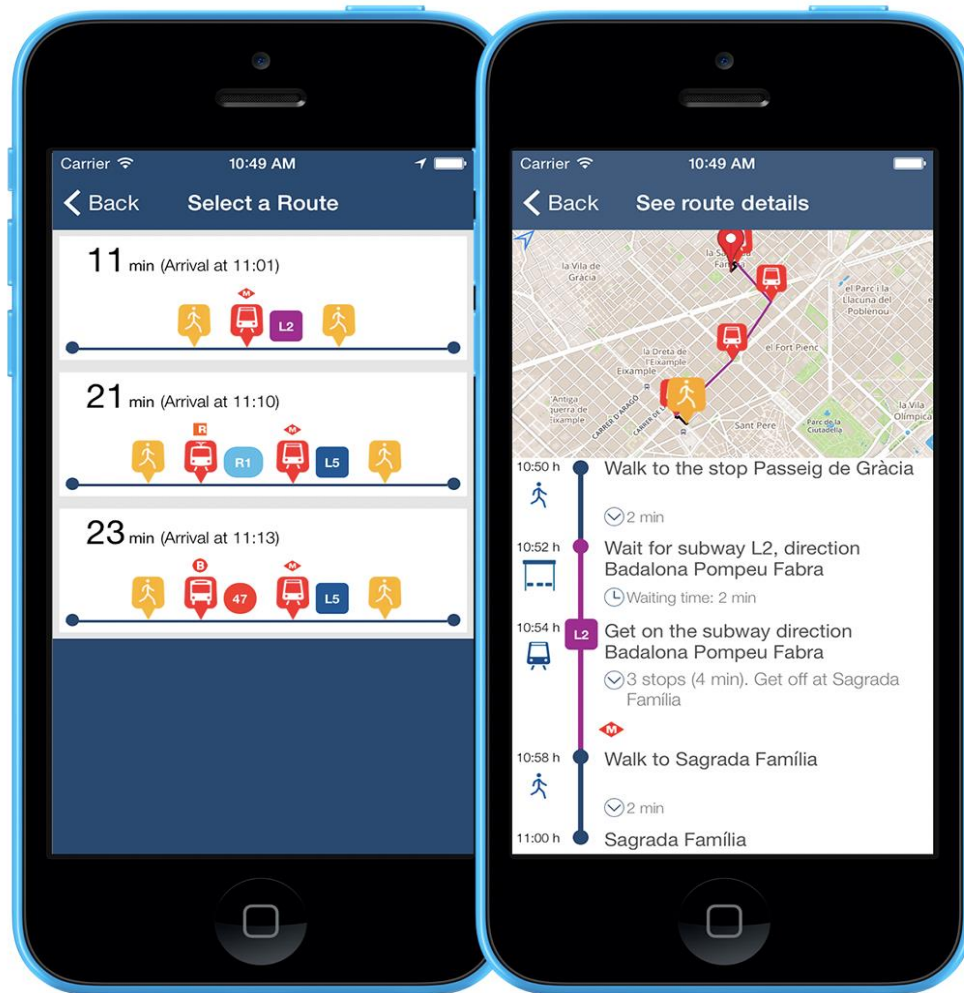 Carrier 10:49 AM
Back Select a Route
11 min (Arrival at 11:01)
M
L2
21 min (Arrival at 11:10)
R M
R1 L5
23 min (Arrival at 11:13)
B M
47 L5
Carrier 10:49 AM
Back See route details
la Vila de
Gràcia
el Parc i la
Llacuna del
Poblenou
la Dreta de
l'Eixample
Eixample
el Fort Pienc
CARRER D'ARAGÓ
Sant Pere
Parc de la
Ciutadella
la Vila
Olímpica
10:50 h Walk to the stop Passeig de Gràcia
2 min
10:52 h Wait for subway L2, direction
Badalona Pompeu Fabra
Waiting time: 2 min
10:54 h L2 Get on the subway direction
Badalona Pompeu Fabra
3 stops (4 min). Get off at Sagrada
Família
M
10:58 h Walk to Sagrada Família
2 min
11:00 h Sagrada Família